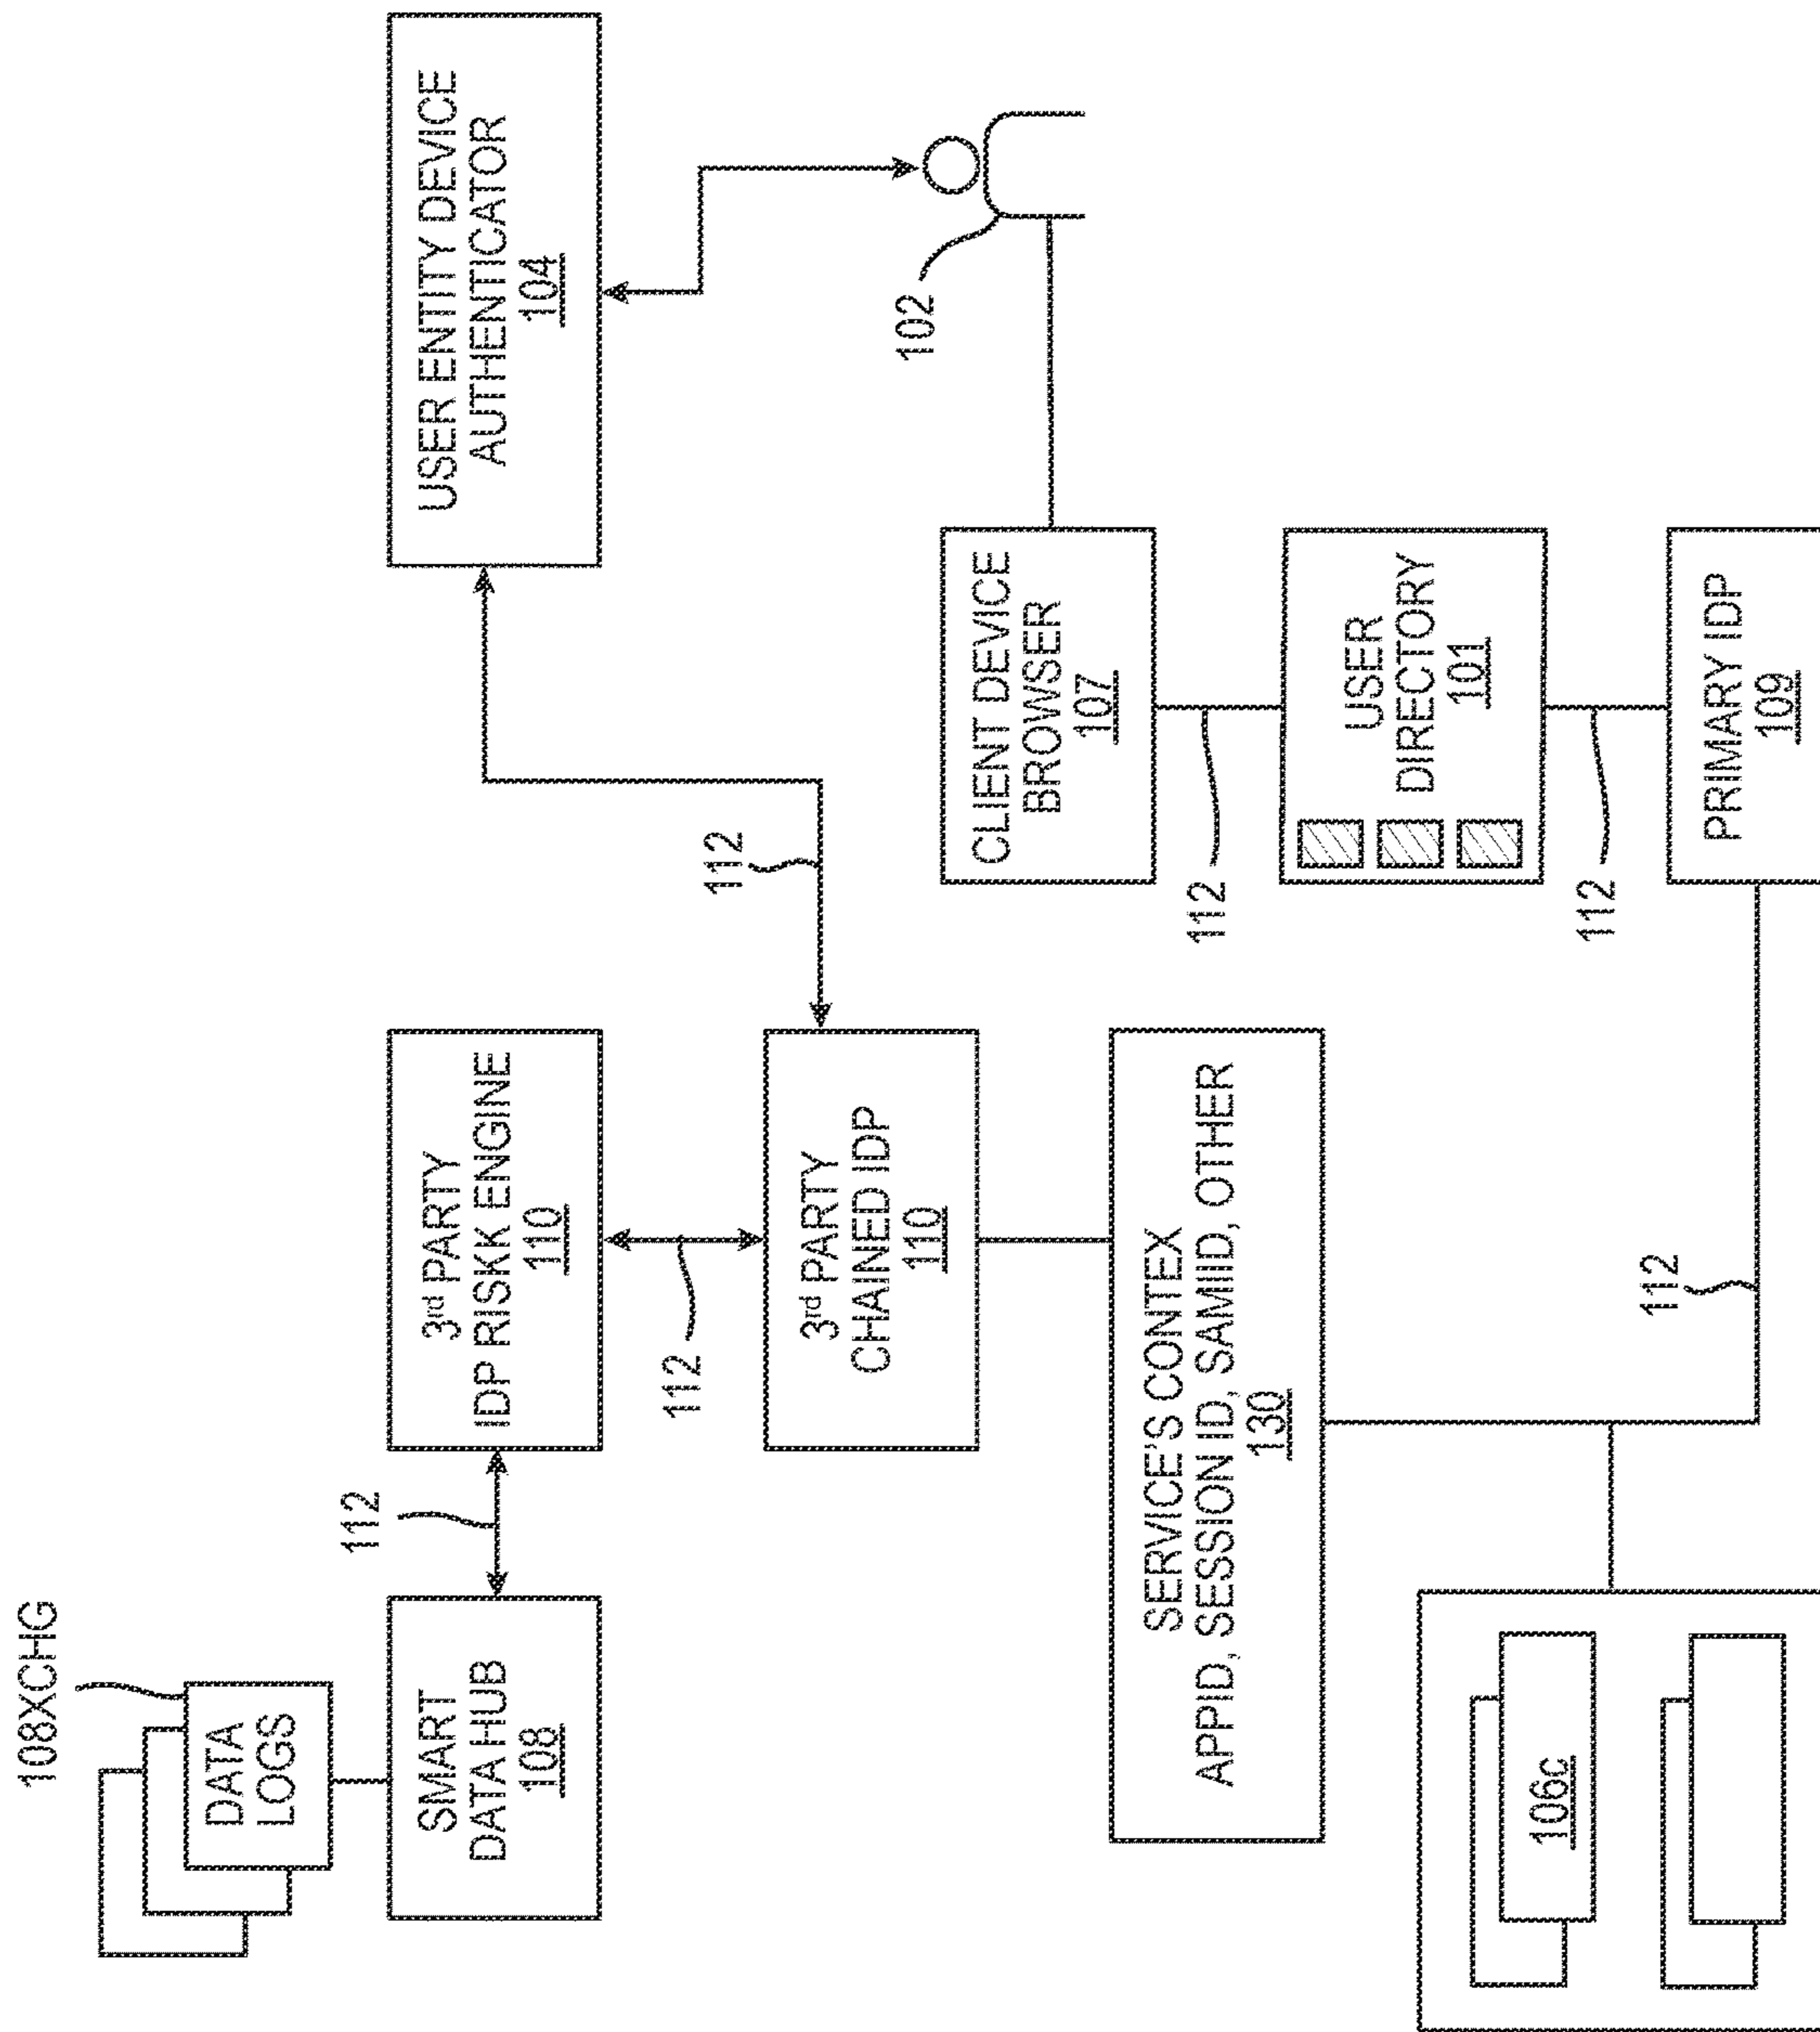 108XCHG
DATA
LOGS
SMART
DATA HUB
108
112
3rd PARTY
IDP RISKK ENGINE
110
112
3rd PARTY
CHAINED IDP
110
112
USER ENTITY DEVICE
AUTHENTICATOR
104
102
SERVICE'S CONTEX
APPID, SESSION ID, SAMIID, OTHER
130
CLIENT DEVICE
BROWSER
107
112
USER
DIRECTORY
101
112
PRIMARY IDP
109
112
106c